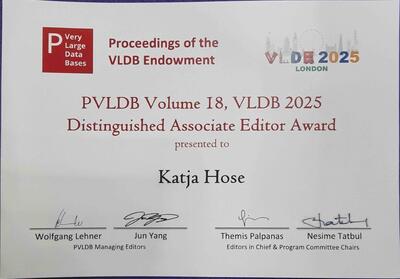 P
Very
Large
Data
Bases
Proceedings of the
VLDB Endowment
VLDB 2025
LONDON
PVLDB Volume 18, VLDB 2025
Distinguished Associate Editor Award
presented to
Katja Hose
Wolfgang Lehner Jun Yang Themis Palpanas Nesime Tatbul
PVLDB Managing Editors Editors in Chief & Program Committee Chairs